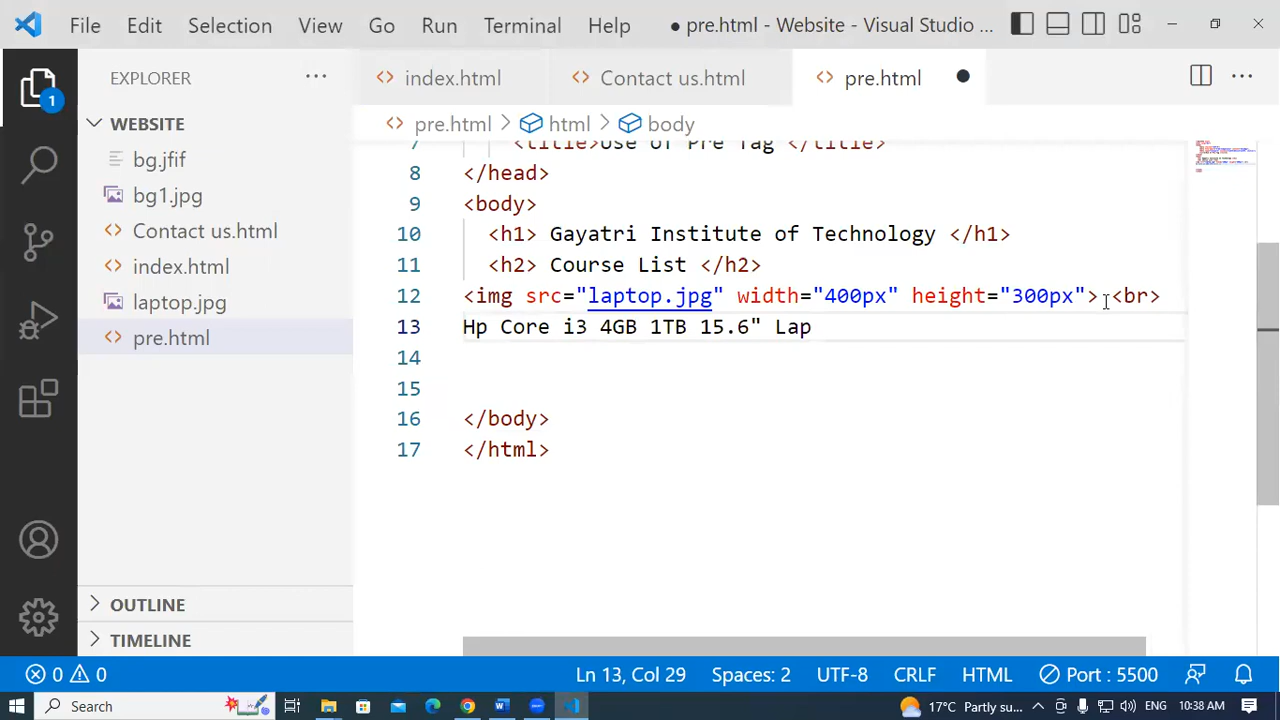 File Edit Selection View Go Run Terminal Help ● pre.html - Website - Visual Studio ...
EXPLORER ...
index.html Contact us.html pre.html
1
WEBSITE
pre.html > html > body
bg.jfif
bg1.jpg
Contact us.html
index.html
laptop.jpg
pre.html
OUTLINE
TIMELINE
7 <title>Use of Pre Tag </title>
8 </head>
9 <body>
10 <h1> Gayatri Institute of Technology </h1>
11 <h2> Course List </h2>
12 <img src="laptop.jpg" width="400px" height="300px"> <br>
13 Hp Core i3 4GB 1TB 15.6" Lap
14
15
16 </body>
17 </html>
0 0 Ln 13, Col 29 Spaces: 2 UTF-8 CRLF HTML Port : 5500
Search 17°C Partly su... ENG 10:38 AM